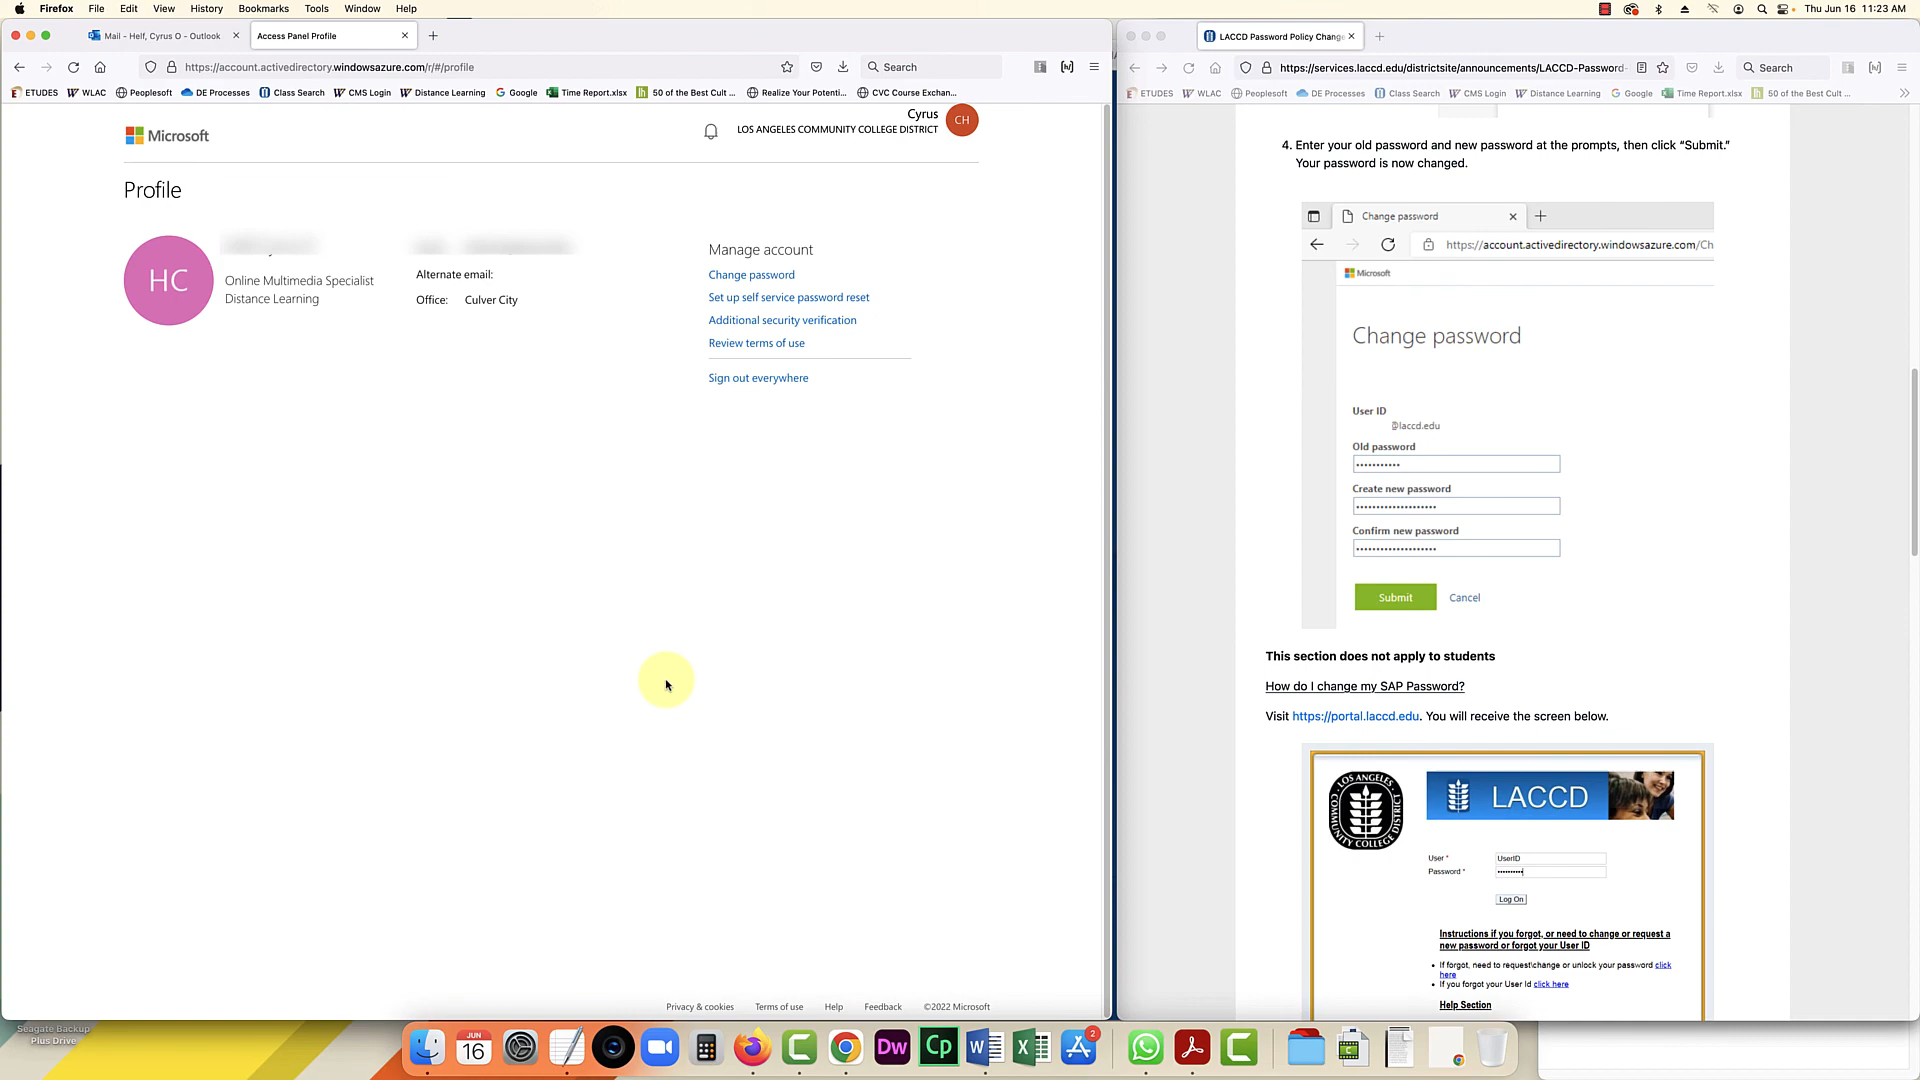 Firefox File Edit View History Bookmarks Tools Window Help Thu Jun 16 11:23 AM
Mail - Helf, Cyrus O - Outlook
Access Panel Profile
https://account.activedirectory.windowsazure.com/r/#/profile
Search
ETUDES WLAC Peoplesoft DE Processes Class Search CMS Login Distance Learning Google Time Report.xlsx 50 of the Best Cult ... Realize Your Potenti... CVC Course Exchan...
Microsoft
Cyrus
LOS ANGELES COMMUNITY COLLEGE DISTRICT
CH
Profile
HC
Online Multimedia Specialist
Distance Learning
Alternate email:
Office: Culver City
Manage account
Change password
Set up self service password reset
Additional security verification
Review terms of use
Sign out everywhere
Privacy & cookies Terms of use Help Feedback ©2022 Microsoft
LACCD Password Policy Change
https://services.laccd.edu/districtsite/announcements/LACCD-Password-
Search
ETUDES WLAC Peoplesoft DE Processes Class Search CMS Login Distance Learning Google Time Report.xlsx 50 of the Best Cult ...
4. Enter your old password and new password at the prompts, then click “Submit.”
Your password is now changed.
Change password
https://account.activedirectory.windowsazure.com/Ch
Microsoft
Change password
User ID
@laccd.edu
Old password
Create new password
Confirm new password
Submit Cancel
This section does not apply to students
How do I change my SAP Password?
Visit https://portal.laccd.edu. You will receive the screen below.
LOS ANGELES COMMUNITY COLLEGE DISTRICT
LACCD
User * UserID
Password *
Log On
Instructions if you forgot, or need to change or request a
new password or forgot your User ID
• If forgot, need to request\change or unlock your password click
here
• If you forgot your User Id click here
Help Section
Seagate Backup
Plus Drive
JUN
16
Dw
Cp
2